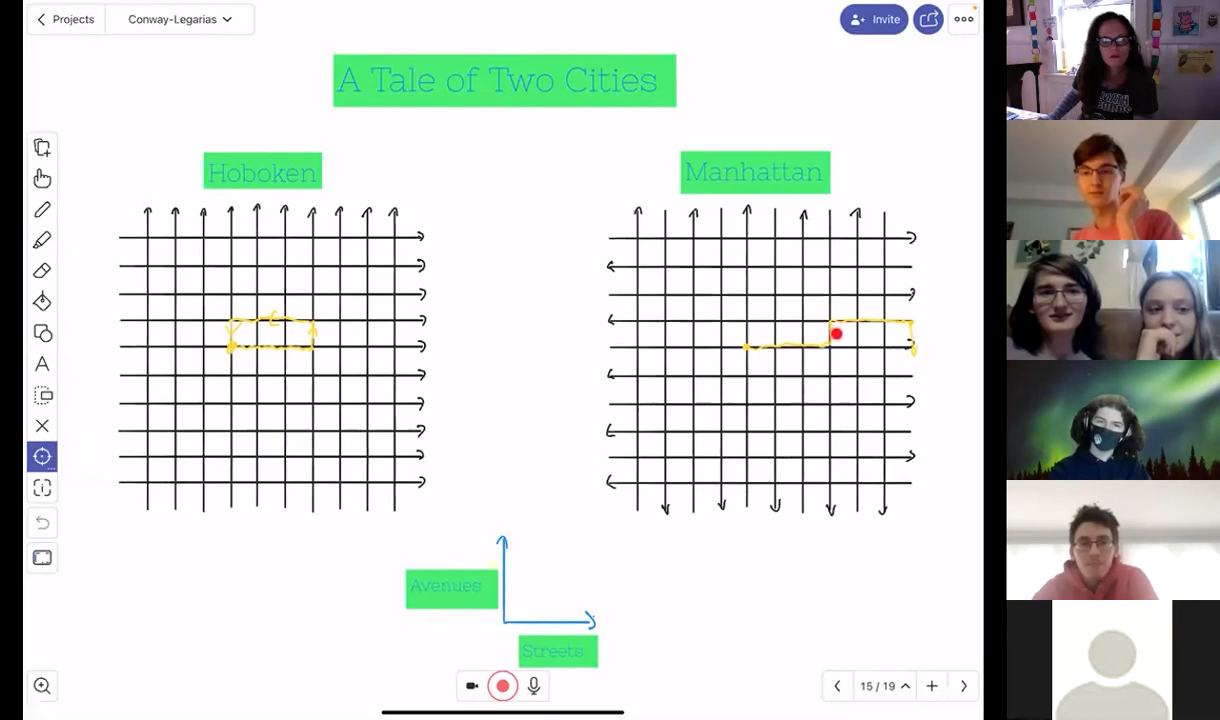 Projects
Conway-Legarias
Invite
A Tale of Two Cities
Hoboken
Manhattan
A
Avenues
Streets
15 / 19